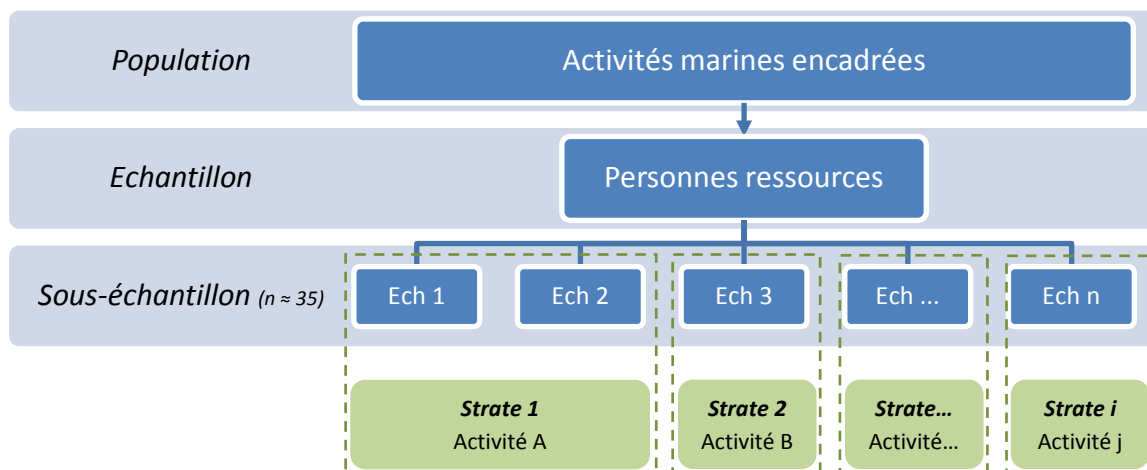 Population
Activités marines encadrées
Echantillon
Personnes ressources
Sous-échantillon (n ≈ 35)
Ech 1
Ech 2
Ech 3
Ech ...
Ech n
Strate 1
Activité A
Strate 2
Activité B
Strate…
Activité…
Strate i
Activité j